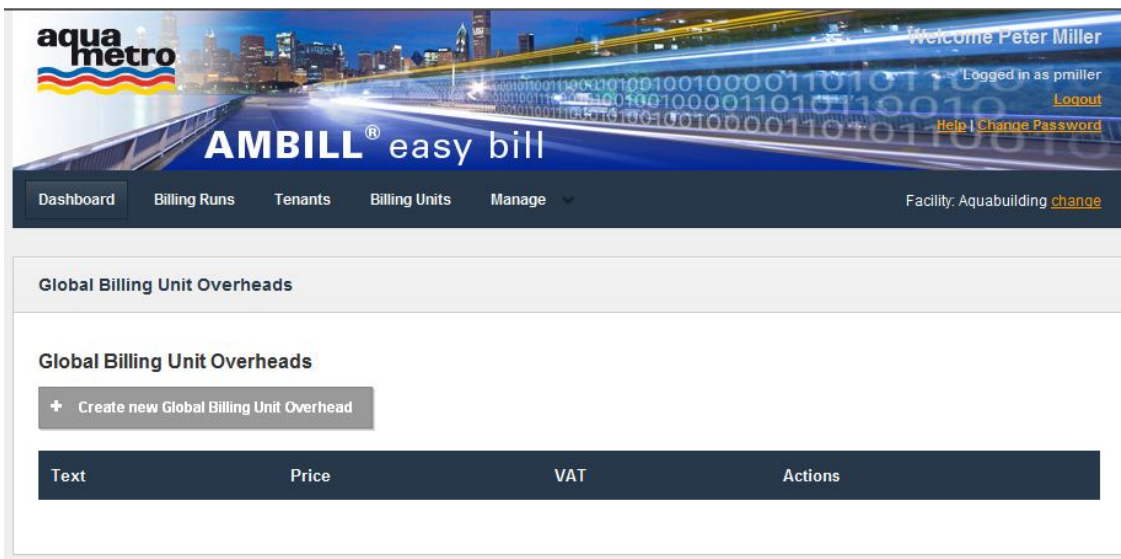 aqua
metro
Welcome Peter Miller
Logged in as pmiller
Logout
Help | Change Password
AMBILL® easy bill
Dashboard Billing Runs Tenants Billing Units Manage Facility: Aquabuilding change
Global Billing Unit Overheads
Global Billing Unit Overheads
+ Create new Global Billing Unit Overhead
Text Price VAT Actions